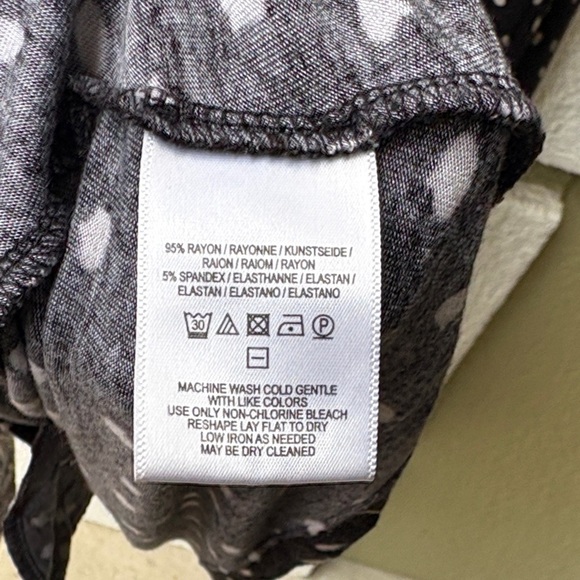 95% RAYON / RAYONNE / KUNSTSEIDE /
RAION / RAIOM / RAYON
5% SPANDEX / ELASTHANNE / ELASTAN /
ELASTAN / ELASTANO / ELASTANO
30 P
MACHINE WASH COLD GENTLE
WITH LIKE COLORS
USE ONLY NON-CHLORINE BLEACH
RESHAPE LAY FLAT TO DRY
LOW IRON AS NEEDED
MAY BE DRY CLEANED